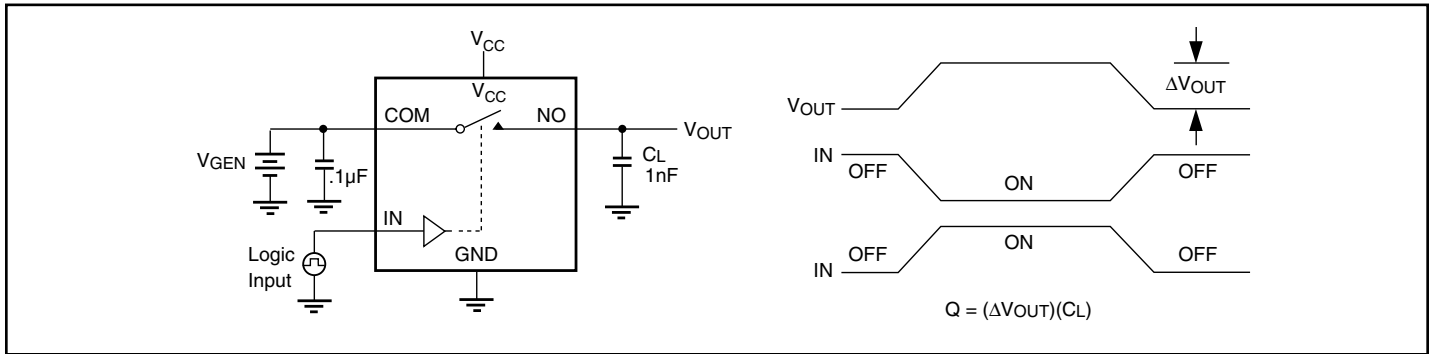 VCC
VCC
COM
NO
VOUT
VGEN
.1µF
CL
1nF
IN
Logic
Input
GND
VOUT
ΔVOUT
IN
OFF
ON
OFF
IN
OFF
ON
OFF
Q = (ΔVOUT)(CL)